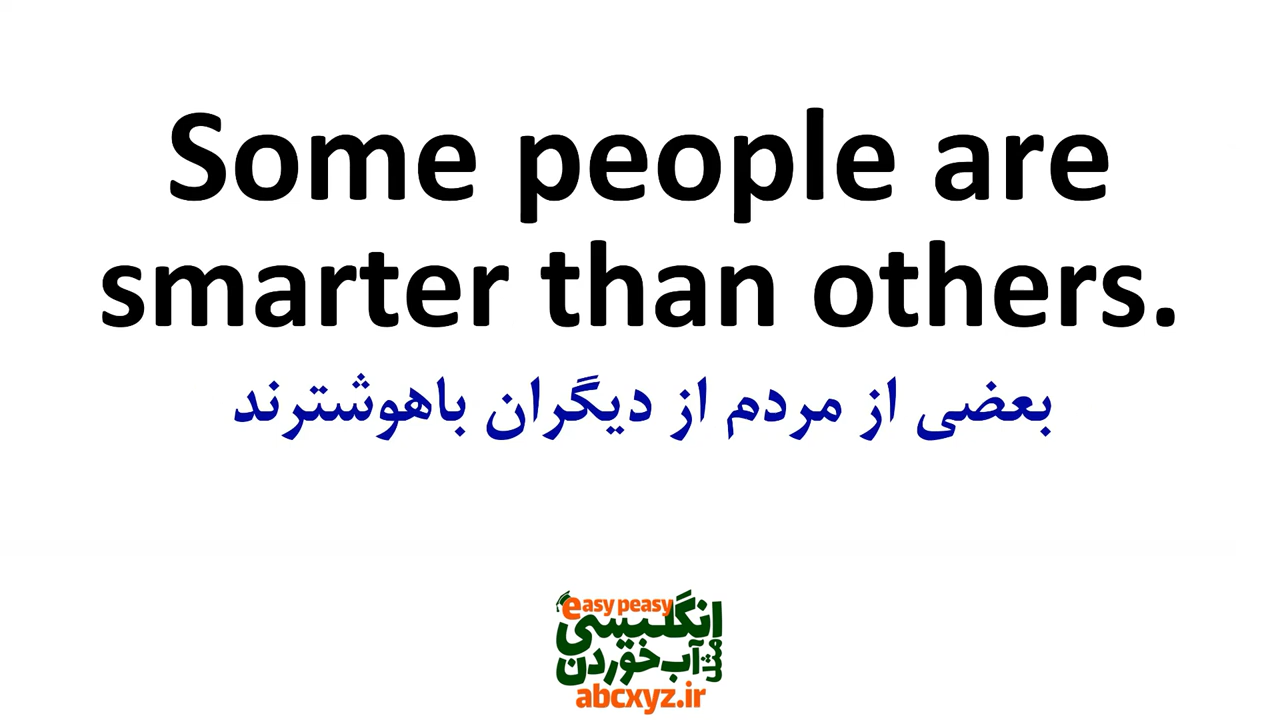 Some people are
smarter than others.
بعضی از مردم از دیگران باهوشترند
easy peasy
انگلیسی
مثل آب خوردن
abcxyz.ir